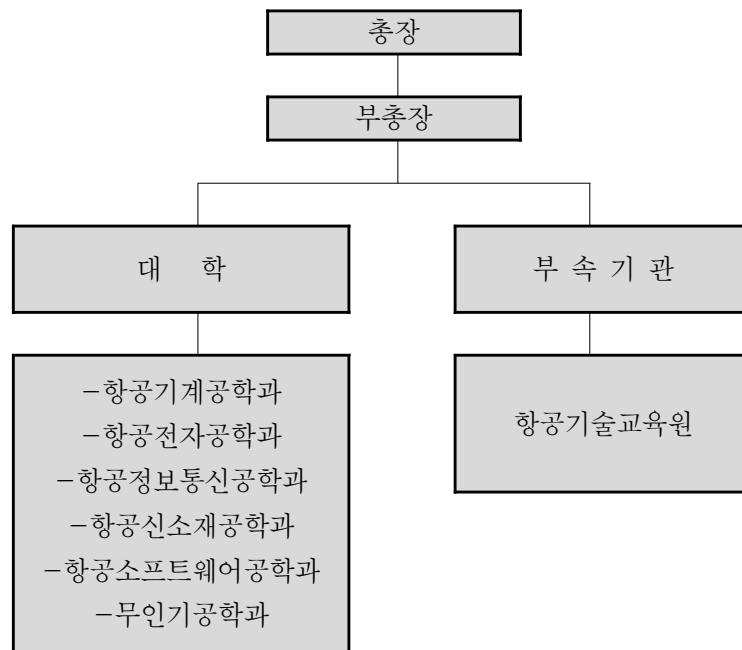 총장
부총장
대 학
부 속 기 관
-항공기계공학과
-항공전자공학과
-항공정보통신공학과
-항공신소재공학과
-항공소프트웨어공학과
-무인기공학과
항공기술교육원